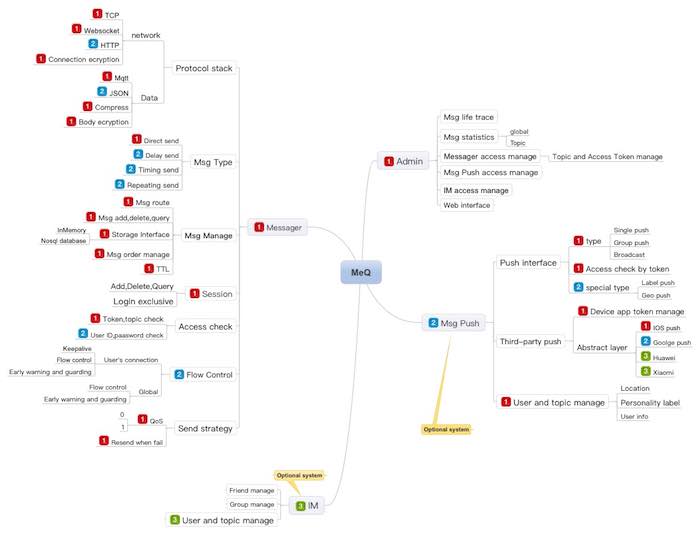 MeQ
1 Messager
Protocol stack
network
1 TCP
1 Websocket
2 HTTP
1 Connection ecryption
Data
1 Mqtt
2 JSON
1 Compress
1 Body ecryption
Msg Type
1 Direct send
2 Delay send
2 Timing send
2 Repeating send
Msg Manage
1 Msg route
1 Msg add,delete,query
1 Storage Interface
InMemory
Nosql database
1 Msg order manage
1 TTL
1 Session
Add,Delete,Query
Login exclusive
Access check
1 Token,topic check
2 User ID,paasword check
2 Flow Control
User's connection
Keepalive
Flow control
Early warning and guarding
Global
Flow control
Early warning and guarding
Send strategy
1 QoS
0
1
1 Resend when fail
1 Admin
Msg life trace
Msg statistics
global
Topic
Messager access manage
Topic and Access Token manage
Msg Push access manage
IM access manage
Web interface
2 Msg Push
Optional system
Push interface
1 type
Single push
Group push
Broadcast
1 Access check by token
2 special type
Label push
Geo push
Third-party push
1 Device app token manage
Abstract layer
1 IOS push
2 Goolge push
3 Huawei
3 Xiaomi
1 User and topic manage
Location
Personality label
User info
3 IM
Optional system
Friend manage
Group manage
3 User and topic manage